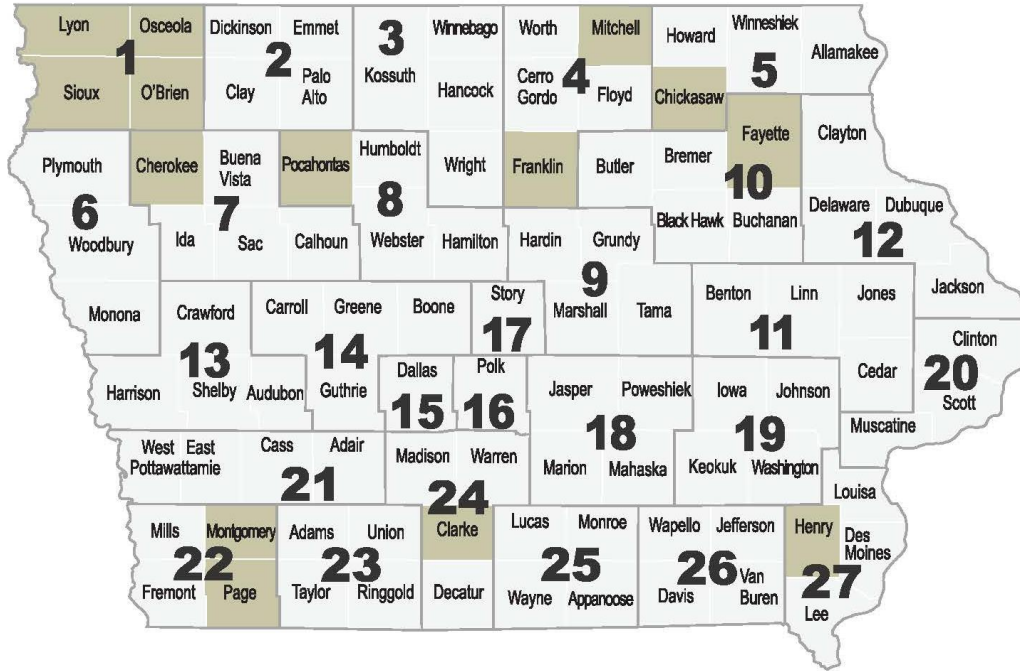 Lyon Osceola Dickinson Emmet 3 Winnebago Worth Mitchell Howard Winneshiek Allamakee
1 2 Kossuth 4 5
Sioux O'Brien Clay Palo Alto Hancock Cerro Gordo Floyd Chickasaw
Plymouth Cherokee Buena Vista Pocahontas Humboldt Wright Franklin Butler Bremer Fayette Clayton
6 7 8 10
Woodbury Ida Sac Calhoun Webster Hamilton Hardin Grundy Black Hawk Buchanan Delaware Dubuque
9 12
Monona Crawford Carroll Greene Boone Story Marshall Tama Benton Linn Jones Jackson
13 14 17 11
Harrison Shelby Audubon Guthrie Dallas Polk Jasper Poweshiek Iowa Johnson Cedar Clinton
20
Scott
15 16 18 19
Muscatine
West East
Pottawattamie Cass Adair Madison Warren Marion Mahaska Keokuk Washington
21 24
Louisa
Mills Montgomery Adams Union Clarke Lucas Monroe Wapello Jefferson Henry Des Moines
22 23 25 26 27
Fremont Page Taylor Ringgold Decatur Wayne Appanoose Davis Van Buren Lee